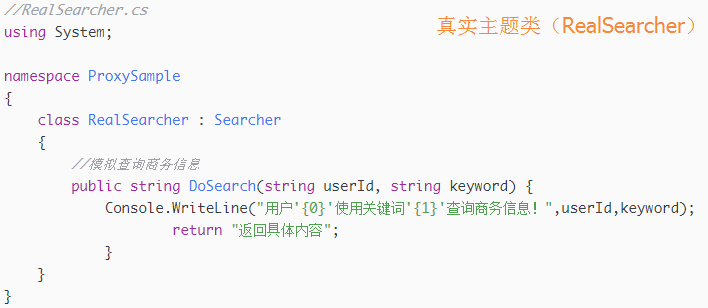 //RealSearcher.cs
using System;
真实主题类（RealSearcher）
namespace ProxySample
{
    class RealSearcher : Searcher
    {
        //模拟查询商务信息
        public string DoSearch(string userId, string keyword) {
            Console.WriteLine("用户'{0}'使用关键词'{1}'查询商务信息！",userId,keyword);
                    return "返回具体内容";
            }
    }
}